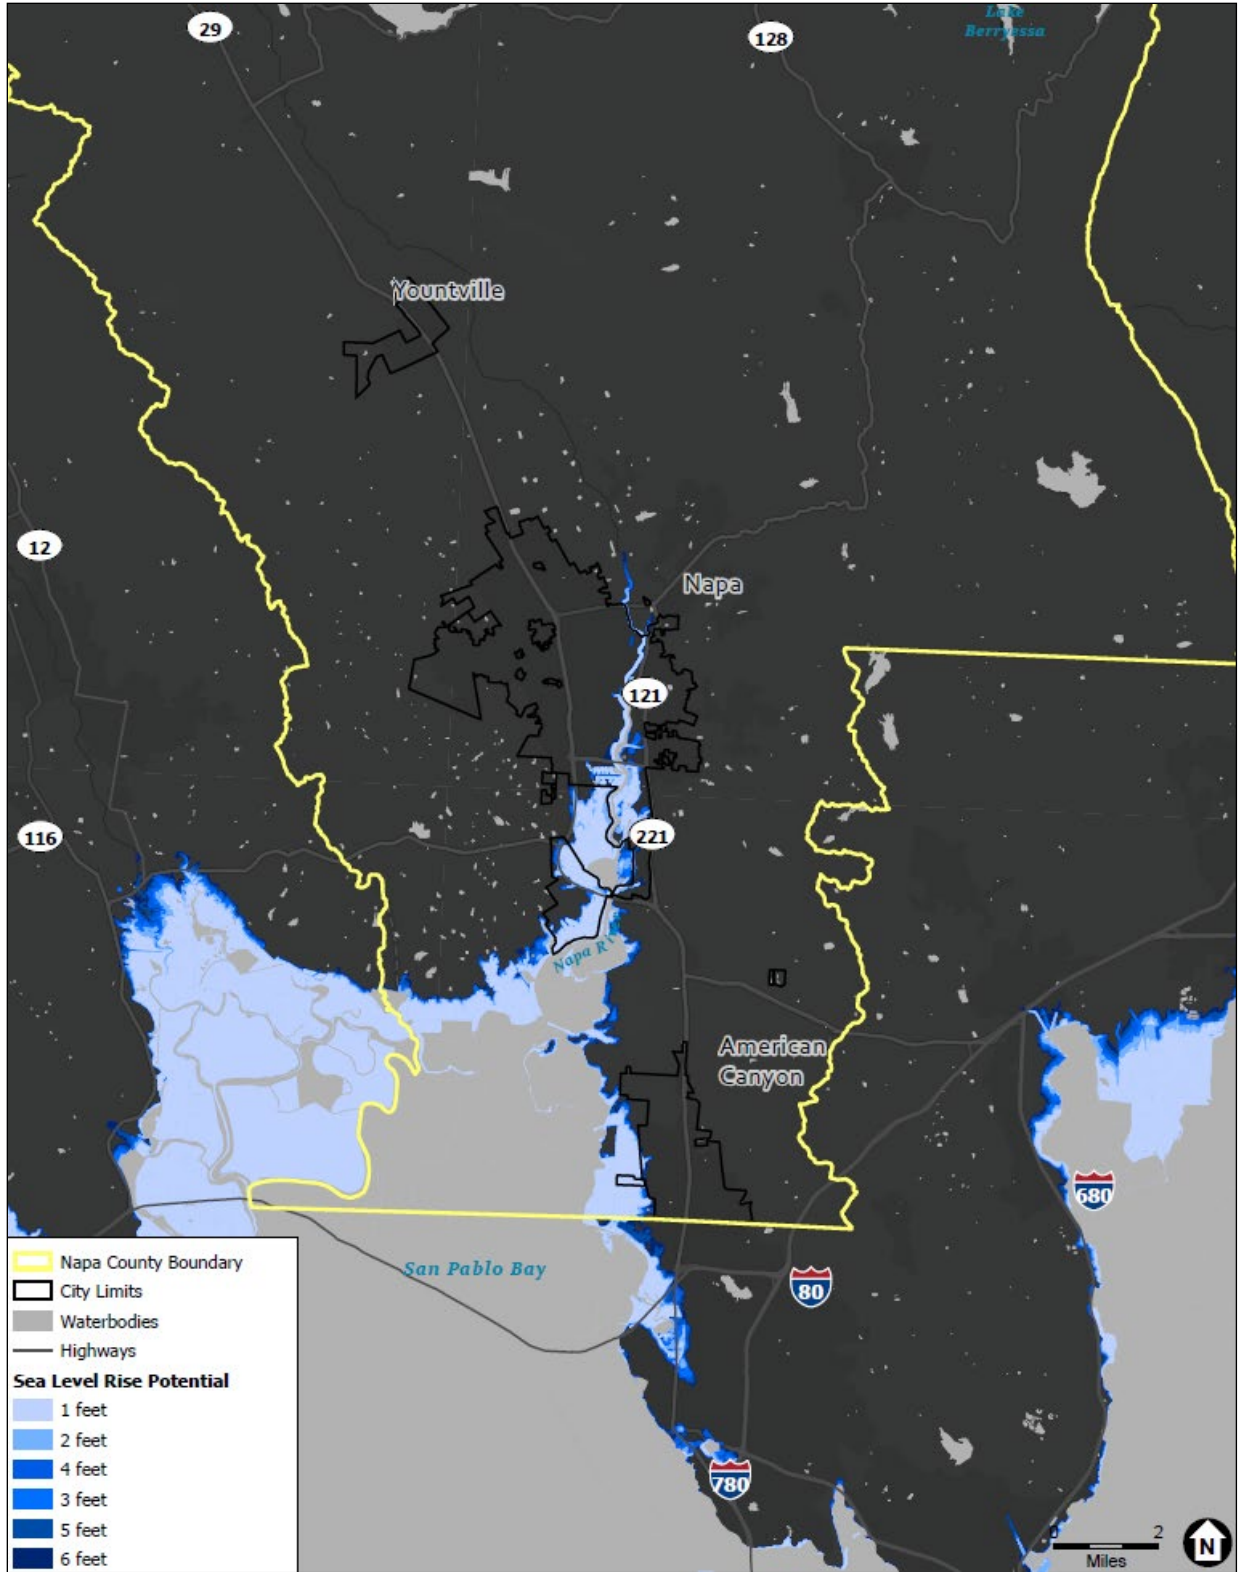 29
128
Lake
Berryessa
Yountville
12
Napa
121
116
221
Napa River
American
Canyon
680
San Pablo Bay
80
780
Napa County Boundary
City Limits
Waterbodies
Highways
Sea Level Rise Potential
1 feet
2 feet
4 feet
3 feet
5 feet
6 feet
0 2
Miles
N